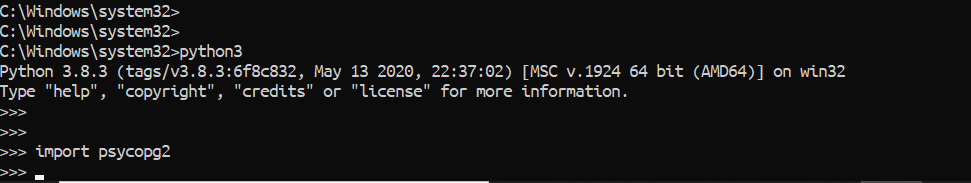 C:\Windows\system32>
C:\Windows\system32>
C:\Windows\system32>python3
Python 3.8.3 (tags/v3.8.3:6f8c832, May 13 2020, 22:37:02) [MSC v.1924 64 bit (AMD64)] on win32
Type "help", "copyright", "credits" or "license" for more information.
>>>
>>>
>>> import psycopg2
>>>